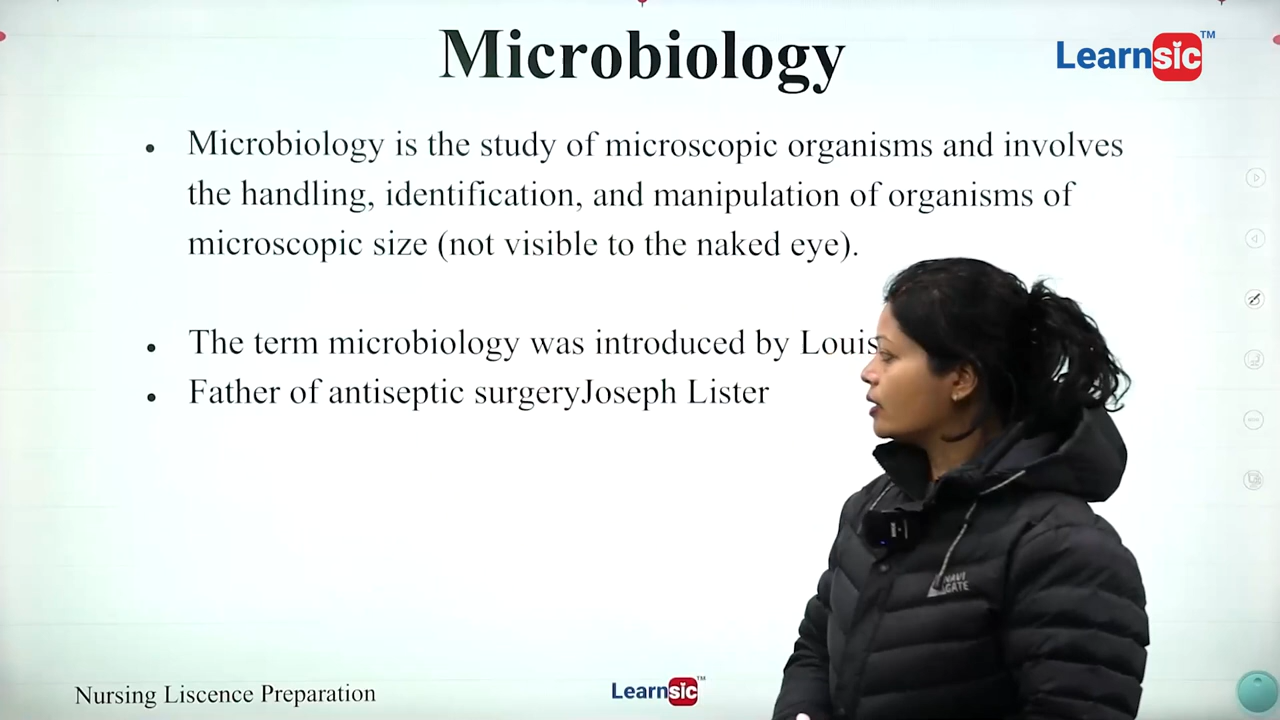 Microbiology
Learnsic™
• Microbiology is the study of microscopic organisms and involves
the handling, identification, and manipulation of organisms of
microscopic size (not visible to the naked eye).
• The term microbiology was introduced by Louis
• Father of antiseptic surgeryJoseph Lister
NAVI
GATE
Nursing Liscence Preparation
Learnsic™